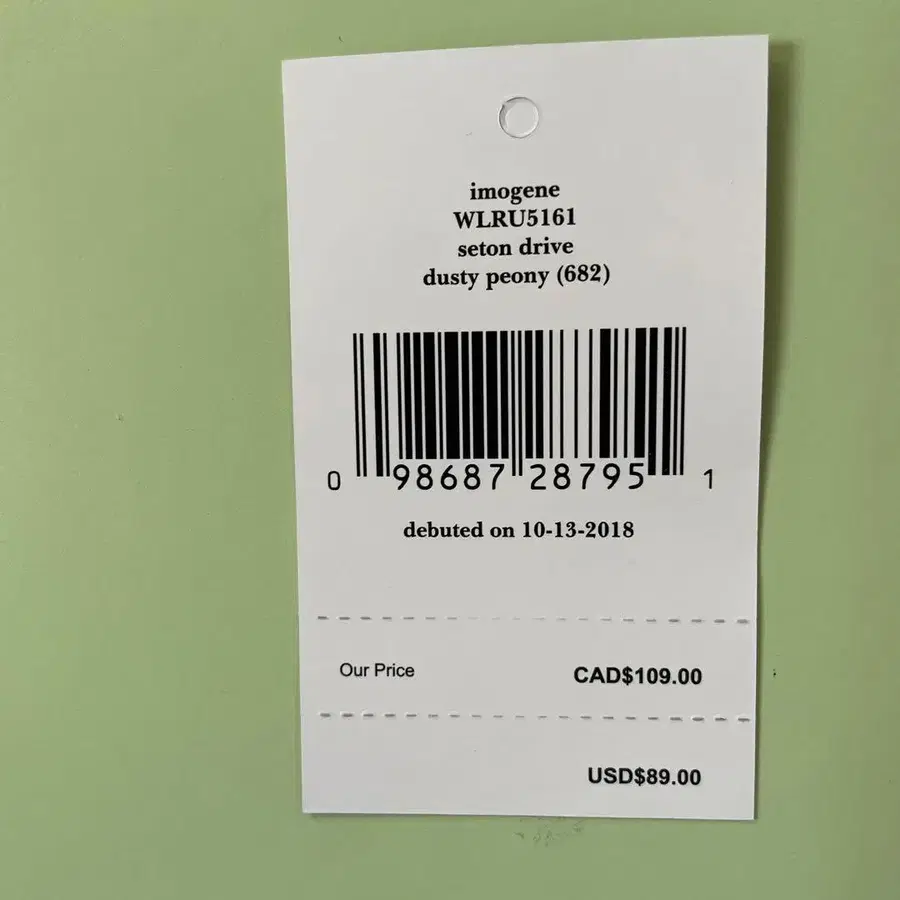 imogene
WLRU5161
seton drive
dusty peony (682)
0 98687 28795 1
debuted on 10-13-2018
Our Price CAD$109.00
USD$89.00